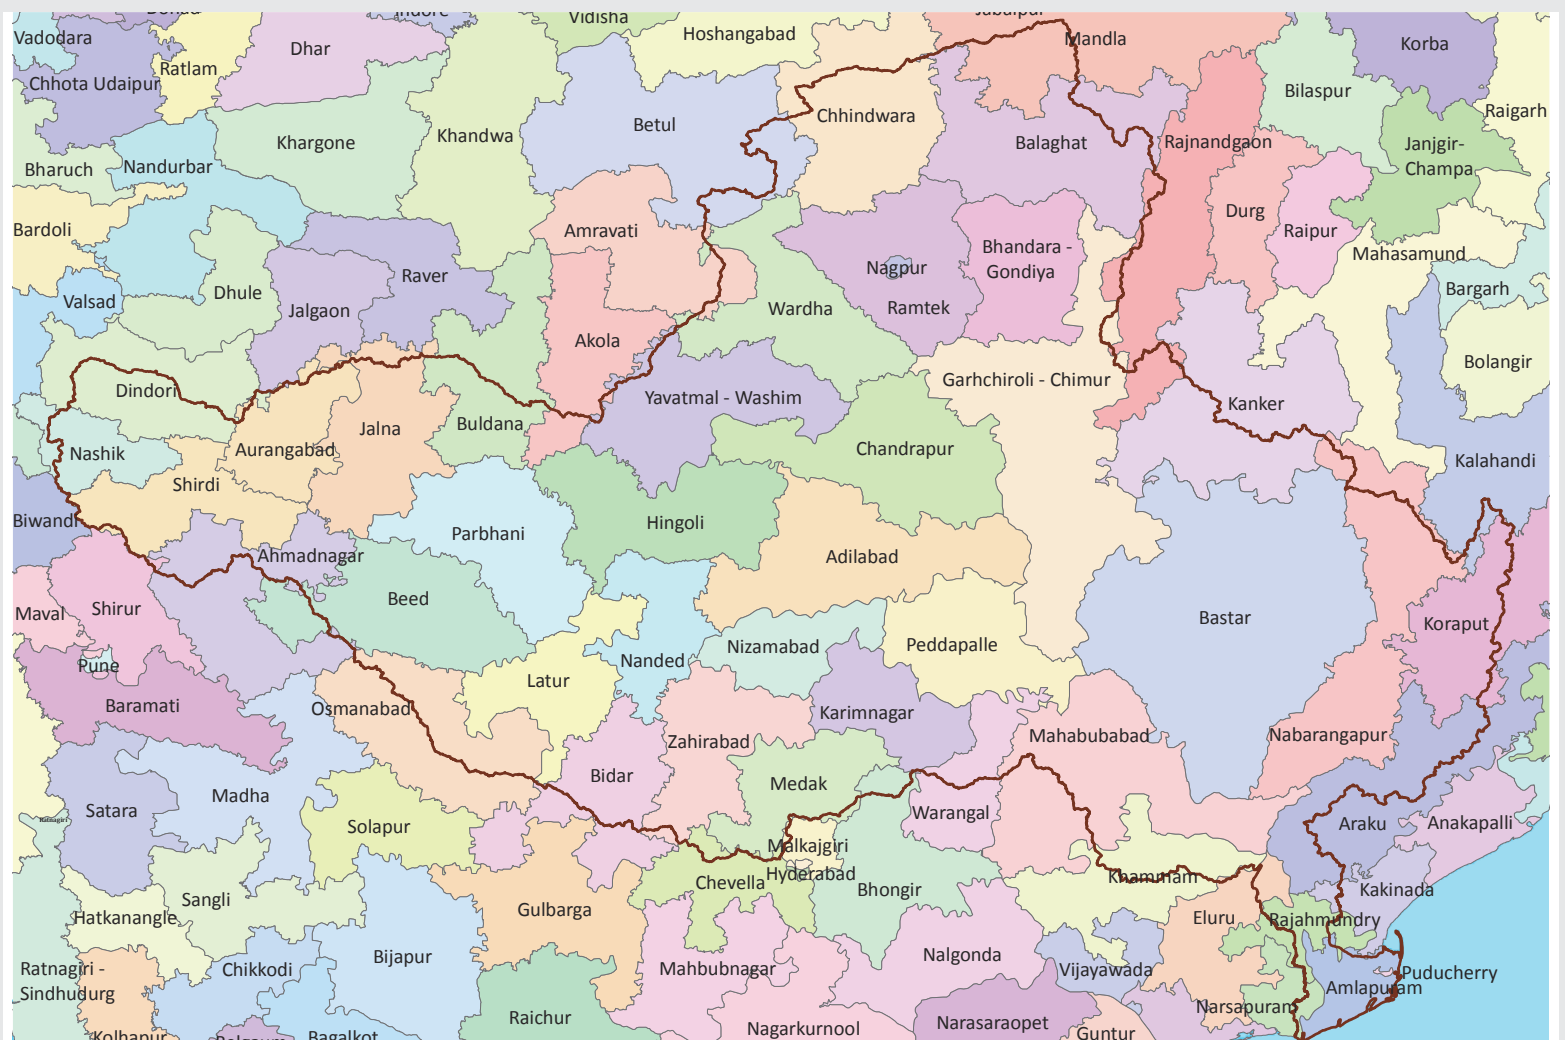 Vidisha
Vadodara
Dhar
Hoshangabad
Mandla
Korba
Ratlam
Chhota Udaipur
Bilaspur
Raigarh
Chhindwara
Betul
Khandwa
Khargone
Balaghat
Rajnandgaon
Janjgir-
Champa
Bharuch
Nandurbar
Durg
Raipur
Bardoli
Amravati
Bhandara -
Gondiya
Mahasamund
Nagpur
Raver
Bargarh
Dhule
Valsad
Jalgaon
Wardha
Ramtek
Akola
Bolangir
Garhchiroli - Chimur
Dindori
Yavatmal - Washim
Kanker
Buldana
Jalna
Aurangabad
Chandrapur
Nashik
Kalahandi
Shirdi
Biwandi
Hingoli
Parbhani
Ahmadnagar
Adilabad
Beed
Shirur
Maval
Bastar
Koraput
Peddapalle
Nizamabad
Nanded
Pune
Latur
Baramati
Osmanabad
Karimnagar
Zahirabad
Mahabubabad
Nabarangapur
Bidar
Medak
Madha
Satara
Warangal
Ratnagiri
Solapur
Araku
Anakapalli
Malkajgiri
Hyderabad
Khammam
Chevella
Bhongir
Kakinada
Sangli
Gulbarga
Hatkanangle
Eluru
Rajahmundry
Nalgonda
Bijapur
Mahbubnagar
Vijayawada
Puducherry
Chikkodi
Ratnagiri -
Sindhudurg
Amlapuram
Narsapuram
Raichur
Narasaraopet
Nagarkurnool
Guntur
Kolhapur
Bagalkot